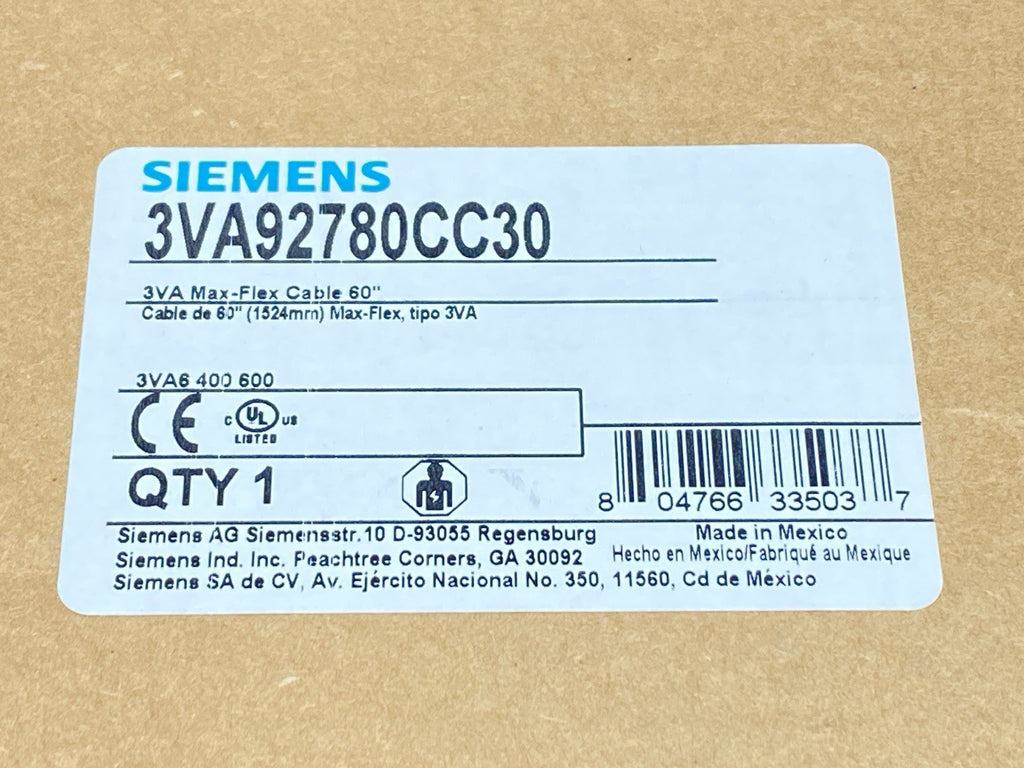 SIEMENS
3VA92780CC30
3VA Max-Flex Cable 60"
Cable de 60" (1524mm) Max-Flex, tipo 3VA
3VA6 400 600
CE C UL US
LISTED
QTY 1
8 04766 33503 7
Siemens AG Siemensstr.10 D-93055 Regensburg
Made in Mexico
Siemens Ind. Inc. Peachtree Corners, GA 30092
Hecho en Mexico/Fabriqué au Mexique
Siemens SA de CV, Av. Ejército Nacional No. 350, 11560, Cd de México